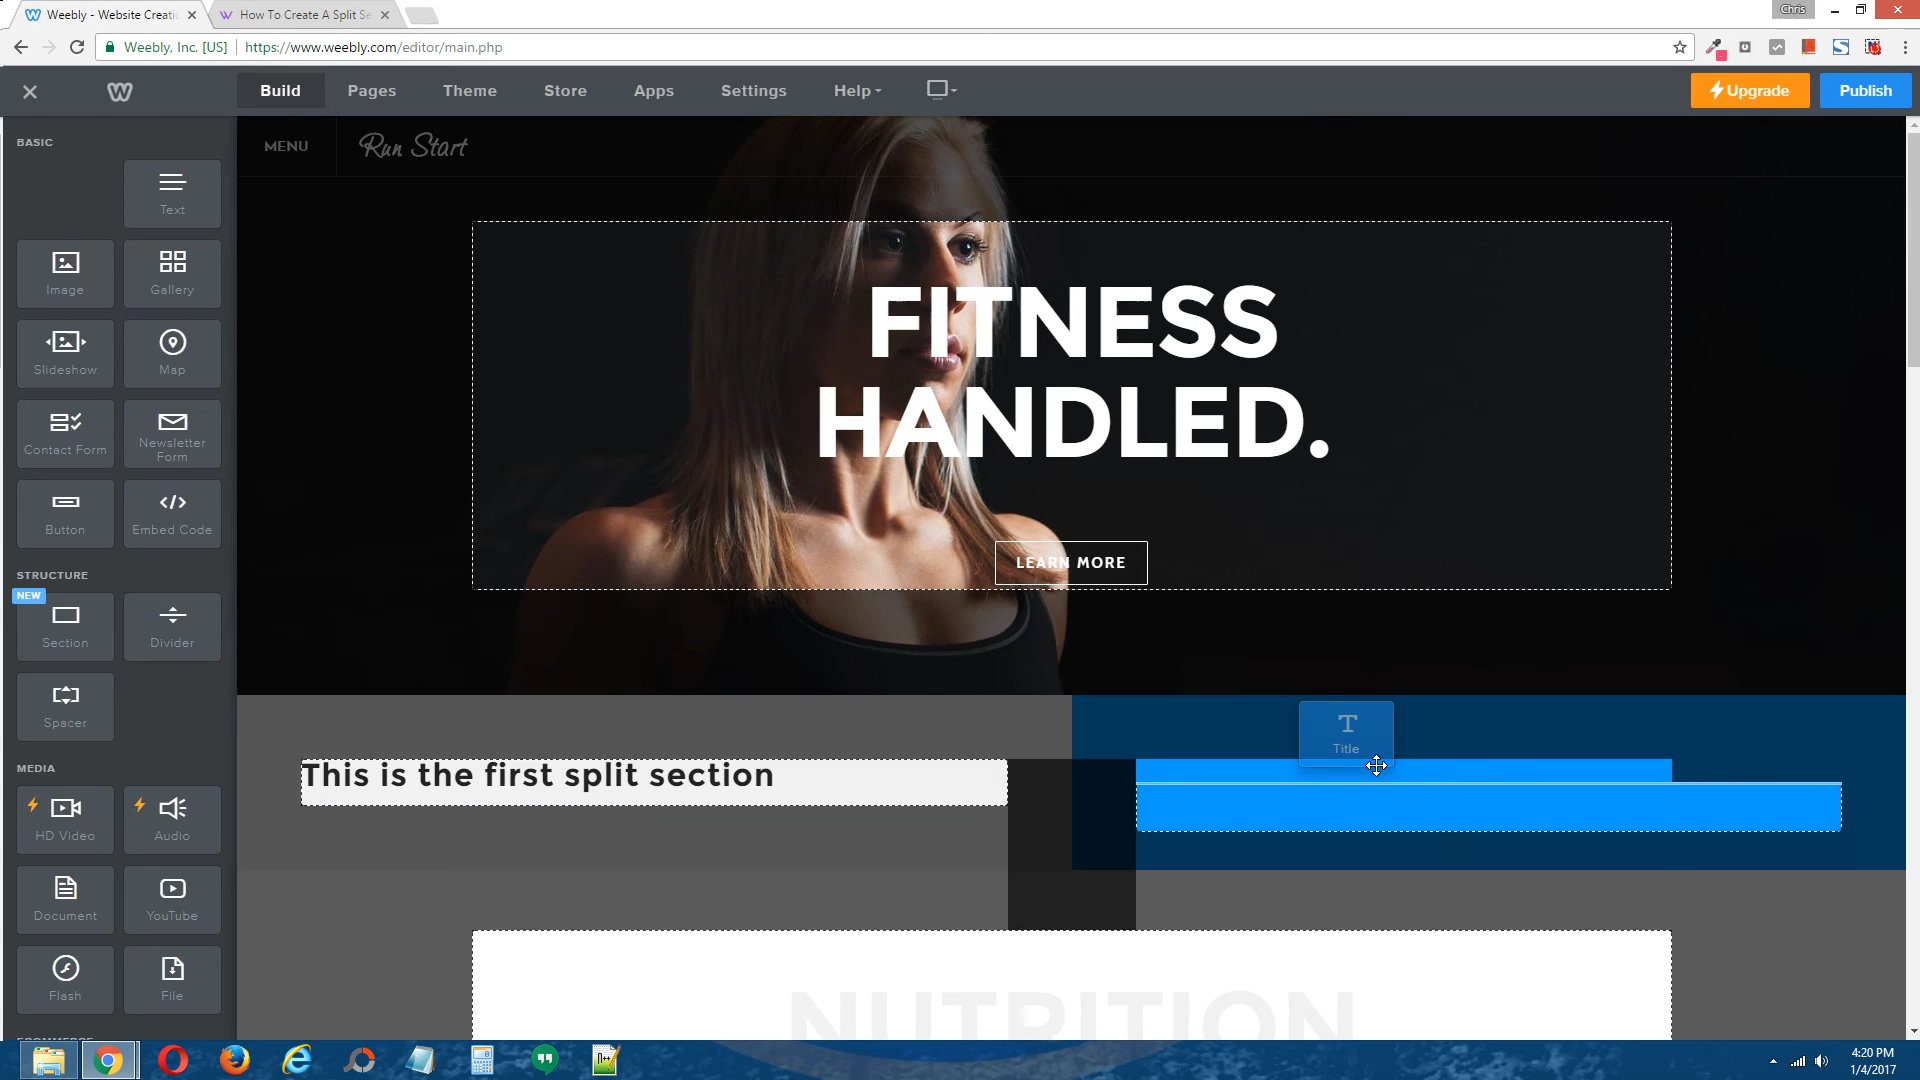 Weebly - Website Creatic
How To Create A Split Se
Chris
Weebly, Inc. [US]
https://www.weebly.com/editor/main.php
Build
Pages
Theme
Store
Apps
Settings
Help
Upgrade
Publish
BASIC
Text
Image
Gallery
Slideshow
Map
Contact Form
Newsletter
Form
Button
Embed Code
STRUCTURE
NEW
Section
Divider
Spacer
MEDIA
HD Video
Audio
Document
YouTube
Flash
File
MENU
Run Start
FITNESS
HANDLED.
LEARN MORE
Title
This is the first split section
NUTRITION
4:20 PM
1/4/2017